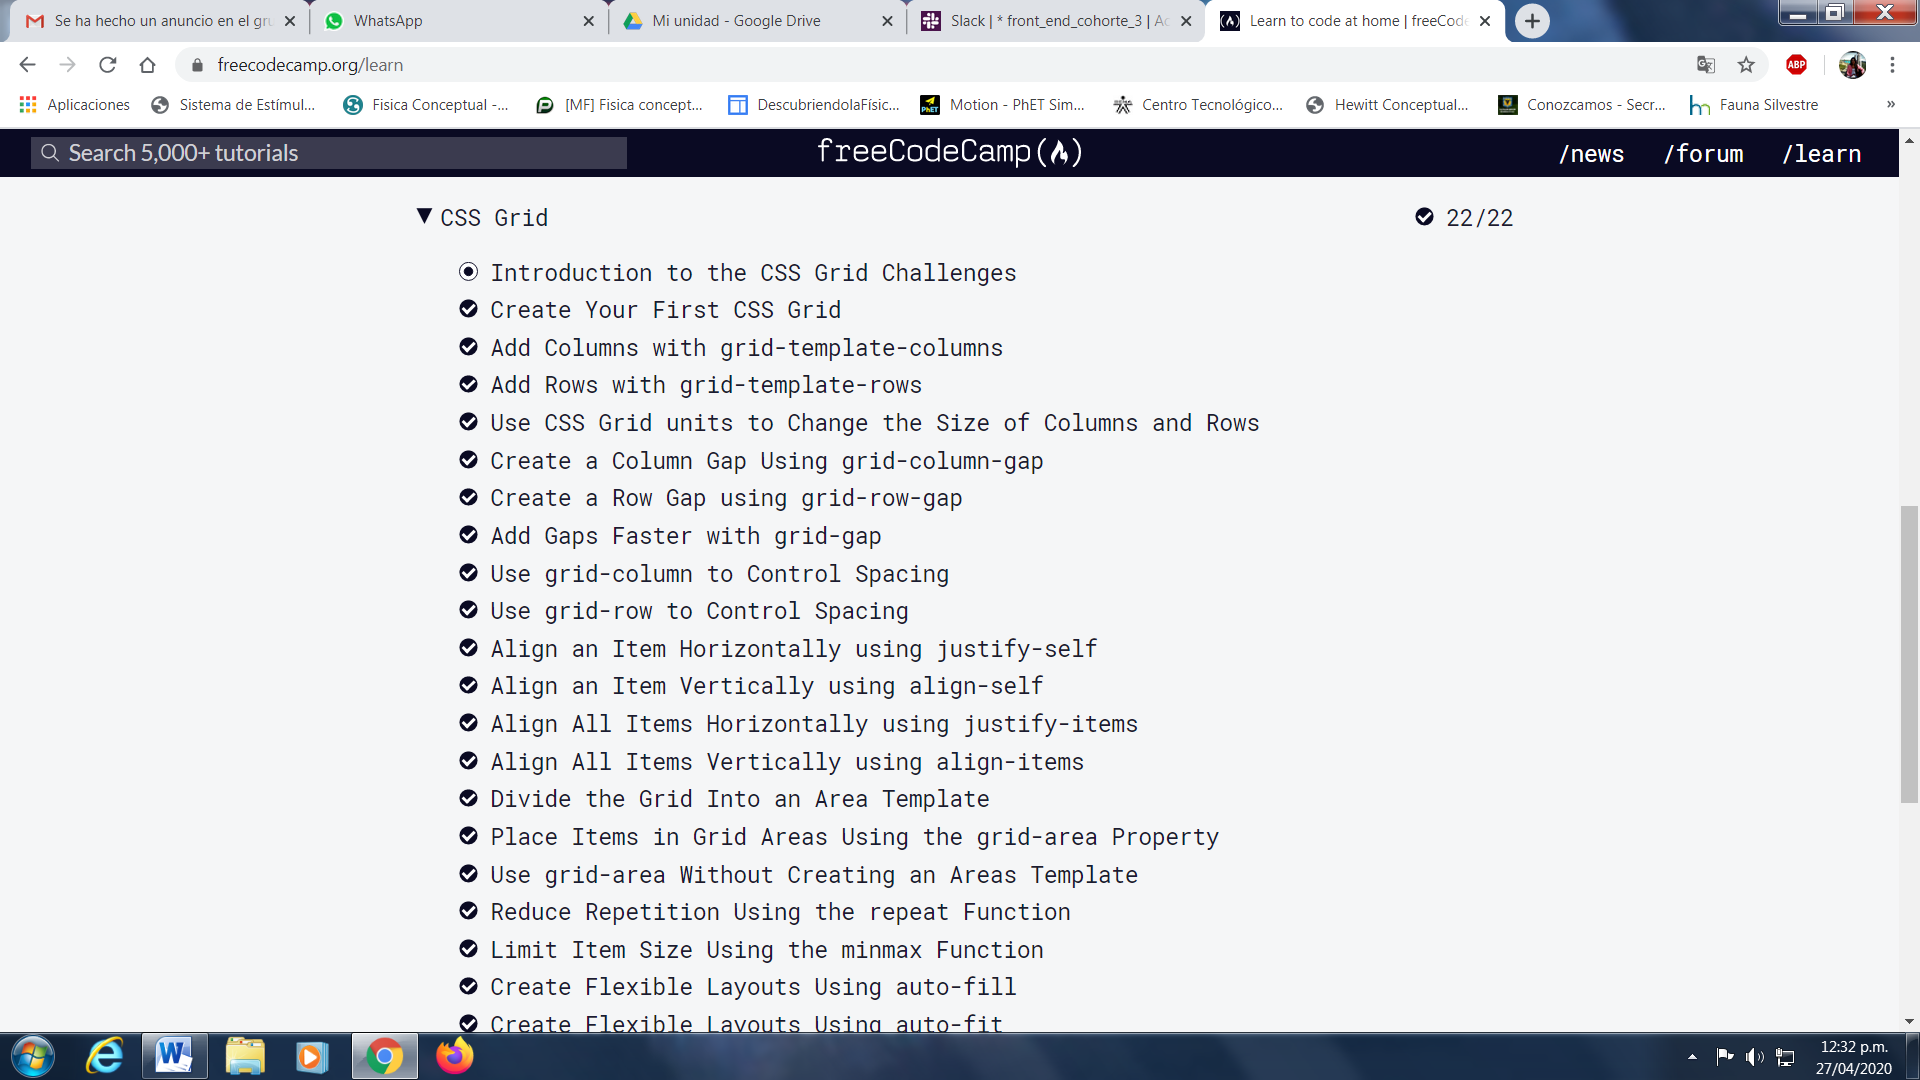 Se ha hecho un anuncio en el gru
WhatsApp
Mi unidad - Google Drive
Slack | * front_end_cohorte_3 | Ac
Learn to code at home | freeCode
freecodecamp.org/learn
ABP
Aplicaciones
Sistema de Estímul...
Fisica Conceptual -...
[MF] Fisica concept...
DescubriendolaFísic...
Motion - PhET Sim...
Centro Tecnológico...
Hewitt Conceptual...
Conozcamos - Secr...
Fauna Silvestre
»
Search 5,000+ tutorials
freeCodeCamp
/news
/forum
/learn
CSS Grid
22/22
Introduction to the CSS Grid Challenges
Create Your First CSS Grid
Add Columns with grid-template-columns
Add Rows with grid-template-rows
Use CSS Grid units to Change the Size of Columns and Rows
Create a Column Gap Using grid-column-gap
Create a Row Gap using grid-row-gap
Add Gaps Faster with grid-gap
Use grid-column to Control Spacing
Use grid-row to Control Spacing
Align an Item Horizontally using justify-self
Align an Item Vertically using align-self
Align All Items Horizontally using justify-items
Align All Items Vertically using align-items
Divide the Grid Into an Area Template
Place Items in Grid Areas Using the grid-area Property
Use grid-area Without Creating an Areas Template
Reduce Repetition Using the repeat Function
Limit Item Size Using the minmax Function
Create Flexible Layouts Using auto-fill
Create Flexible Layouts Using auto-fit
12:32 p.m.
27/04/2020